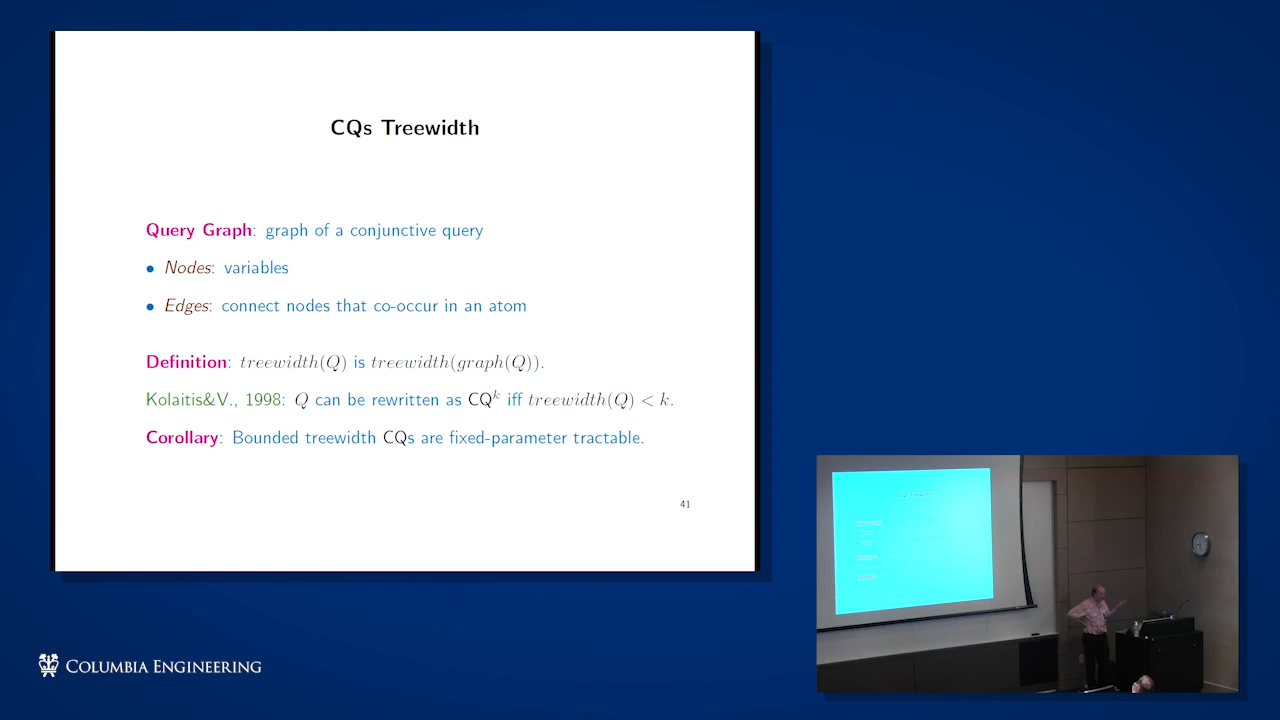 CQs Treewidth
Query Graph: graph of a conjunctive query
• Nodes: variables
• Edges: connect nodes that co-occur in an atom
Definition: treewidth(Q) is treewidth(graph(Q)).
Kolaitis&V., 1998: Q can be rewritten as CQ^k iff treewidth(Q) < k.
Corollary: Bounded treewidth CQs are fixed-parameter tractable.
41
COLUMBIA ENGINEERING